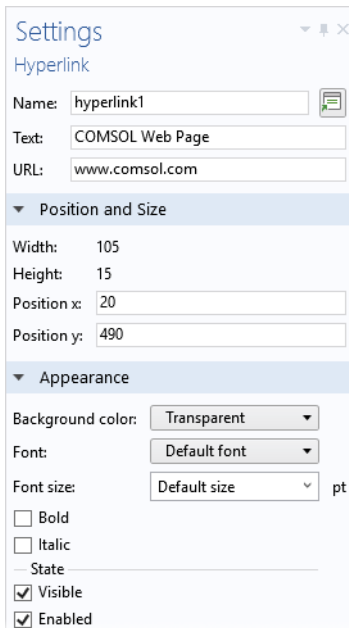 Settings
Hyperlink
Name: hyperlink1
Text: COMSOL Web Page
URL: www.comsol.com
Position and Size
Width: 105
Height: 15
Position x: 20
Position y: 490
Appearance
Background color: Transparent
Font: Default font
Font size: Default size pt
Bold
Italic
State
Visible
Enabled